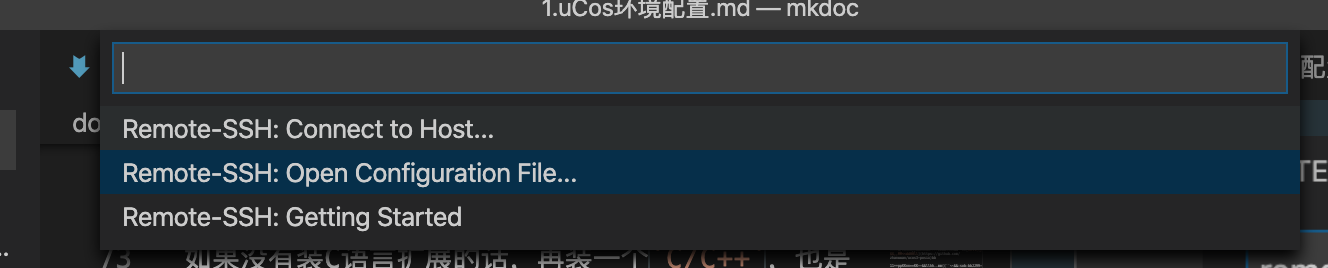 1.uCos环境配置.md — mkdoc
配
do
Remote-SSH: Connect to Host...
Remote-SSH: Open Configuration File...
TE
Remote-SSH: Getting Started
73 如果没有装C语言扩展的话，再装一个 C/C++ ，也是
remo